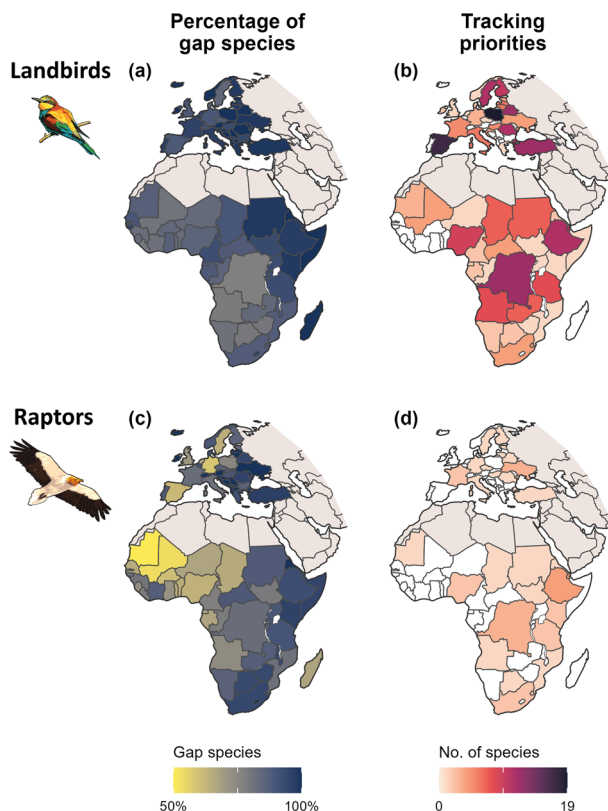 Percentage of
gap species
Tracking
priorities
Landbirds
(a)
(b)
Raptors
(c)
(d)
Gap species
50%
100%
No. of species
0
19